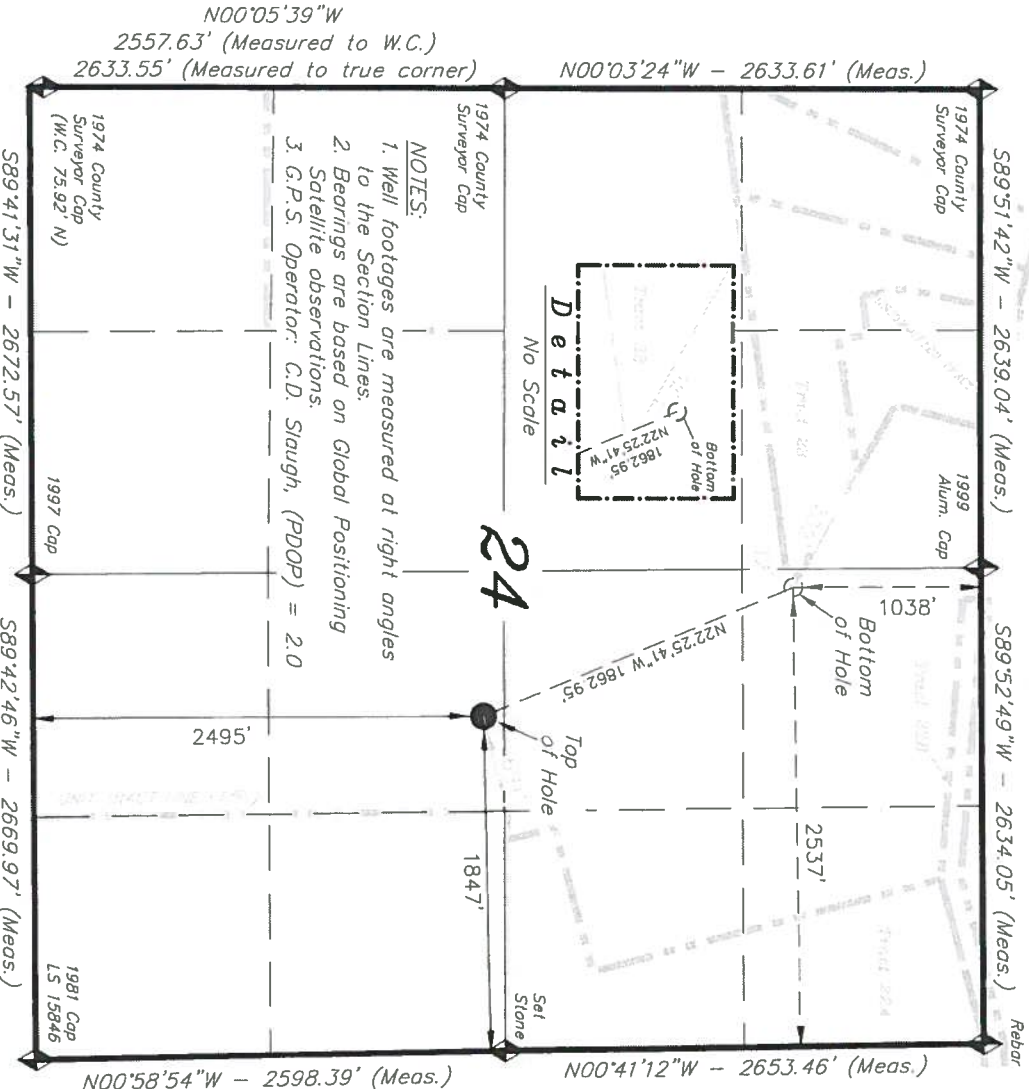 N00°05'39"W
2557.63' (Measured to W.C.)
2633.55' (Measured to true corner)
N00°03'24"W – 2633.61' (Meas.)
1974 County
Surveyor Cap
(W.C. 75.92' N)
1974 County
Surveyor Cap
1974 County
Surveyor Cap
S89°51'42"W – 2639.04' (Meas.)
1999
Alum. Cap
S89°52'49"W – 2634.05' (Meas.)
Rebar
NOTES:
1. Well footages are measured at right angles
to the Section Lines.
2 Bearings are based on Global Positioning
Satellite observations.
3. G.P.S. Operator: C.D. Slaugh, (PDOP) = 2.0
Detail
No Scale
Bottom
of Hole
N22°25'41"W
1862.95'
24
1038'
Bottom
of Hole
N22°25'41"W 1862.95'
Top
of Hole
2537'
2495'
1847'
Set
Stone
S89°41'31"W – 2672.57' (Meas.)
1997 Cap
S89°42'46"W – 2669.97' (Meas.)
1981 Cap
LS 15846
N00°58'54"W – 2598.39' (Meas.)
N00°41'12"W – 2653.46' (Meas.)